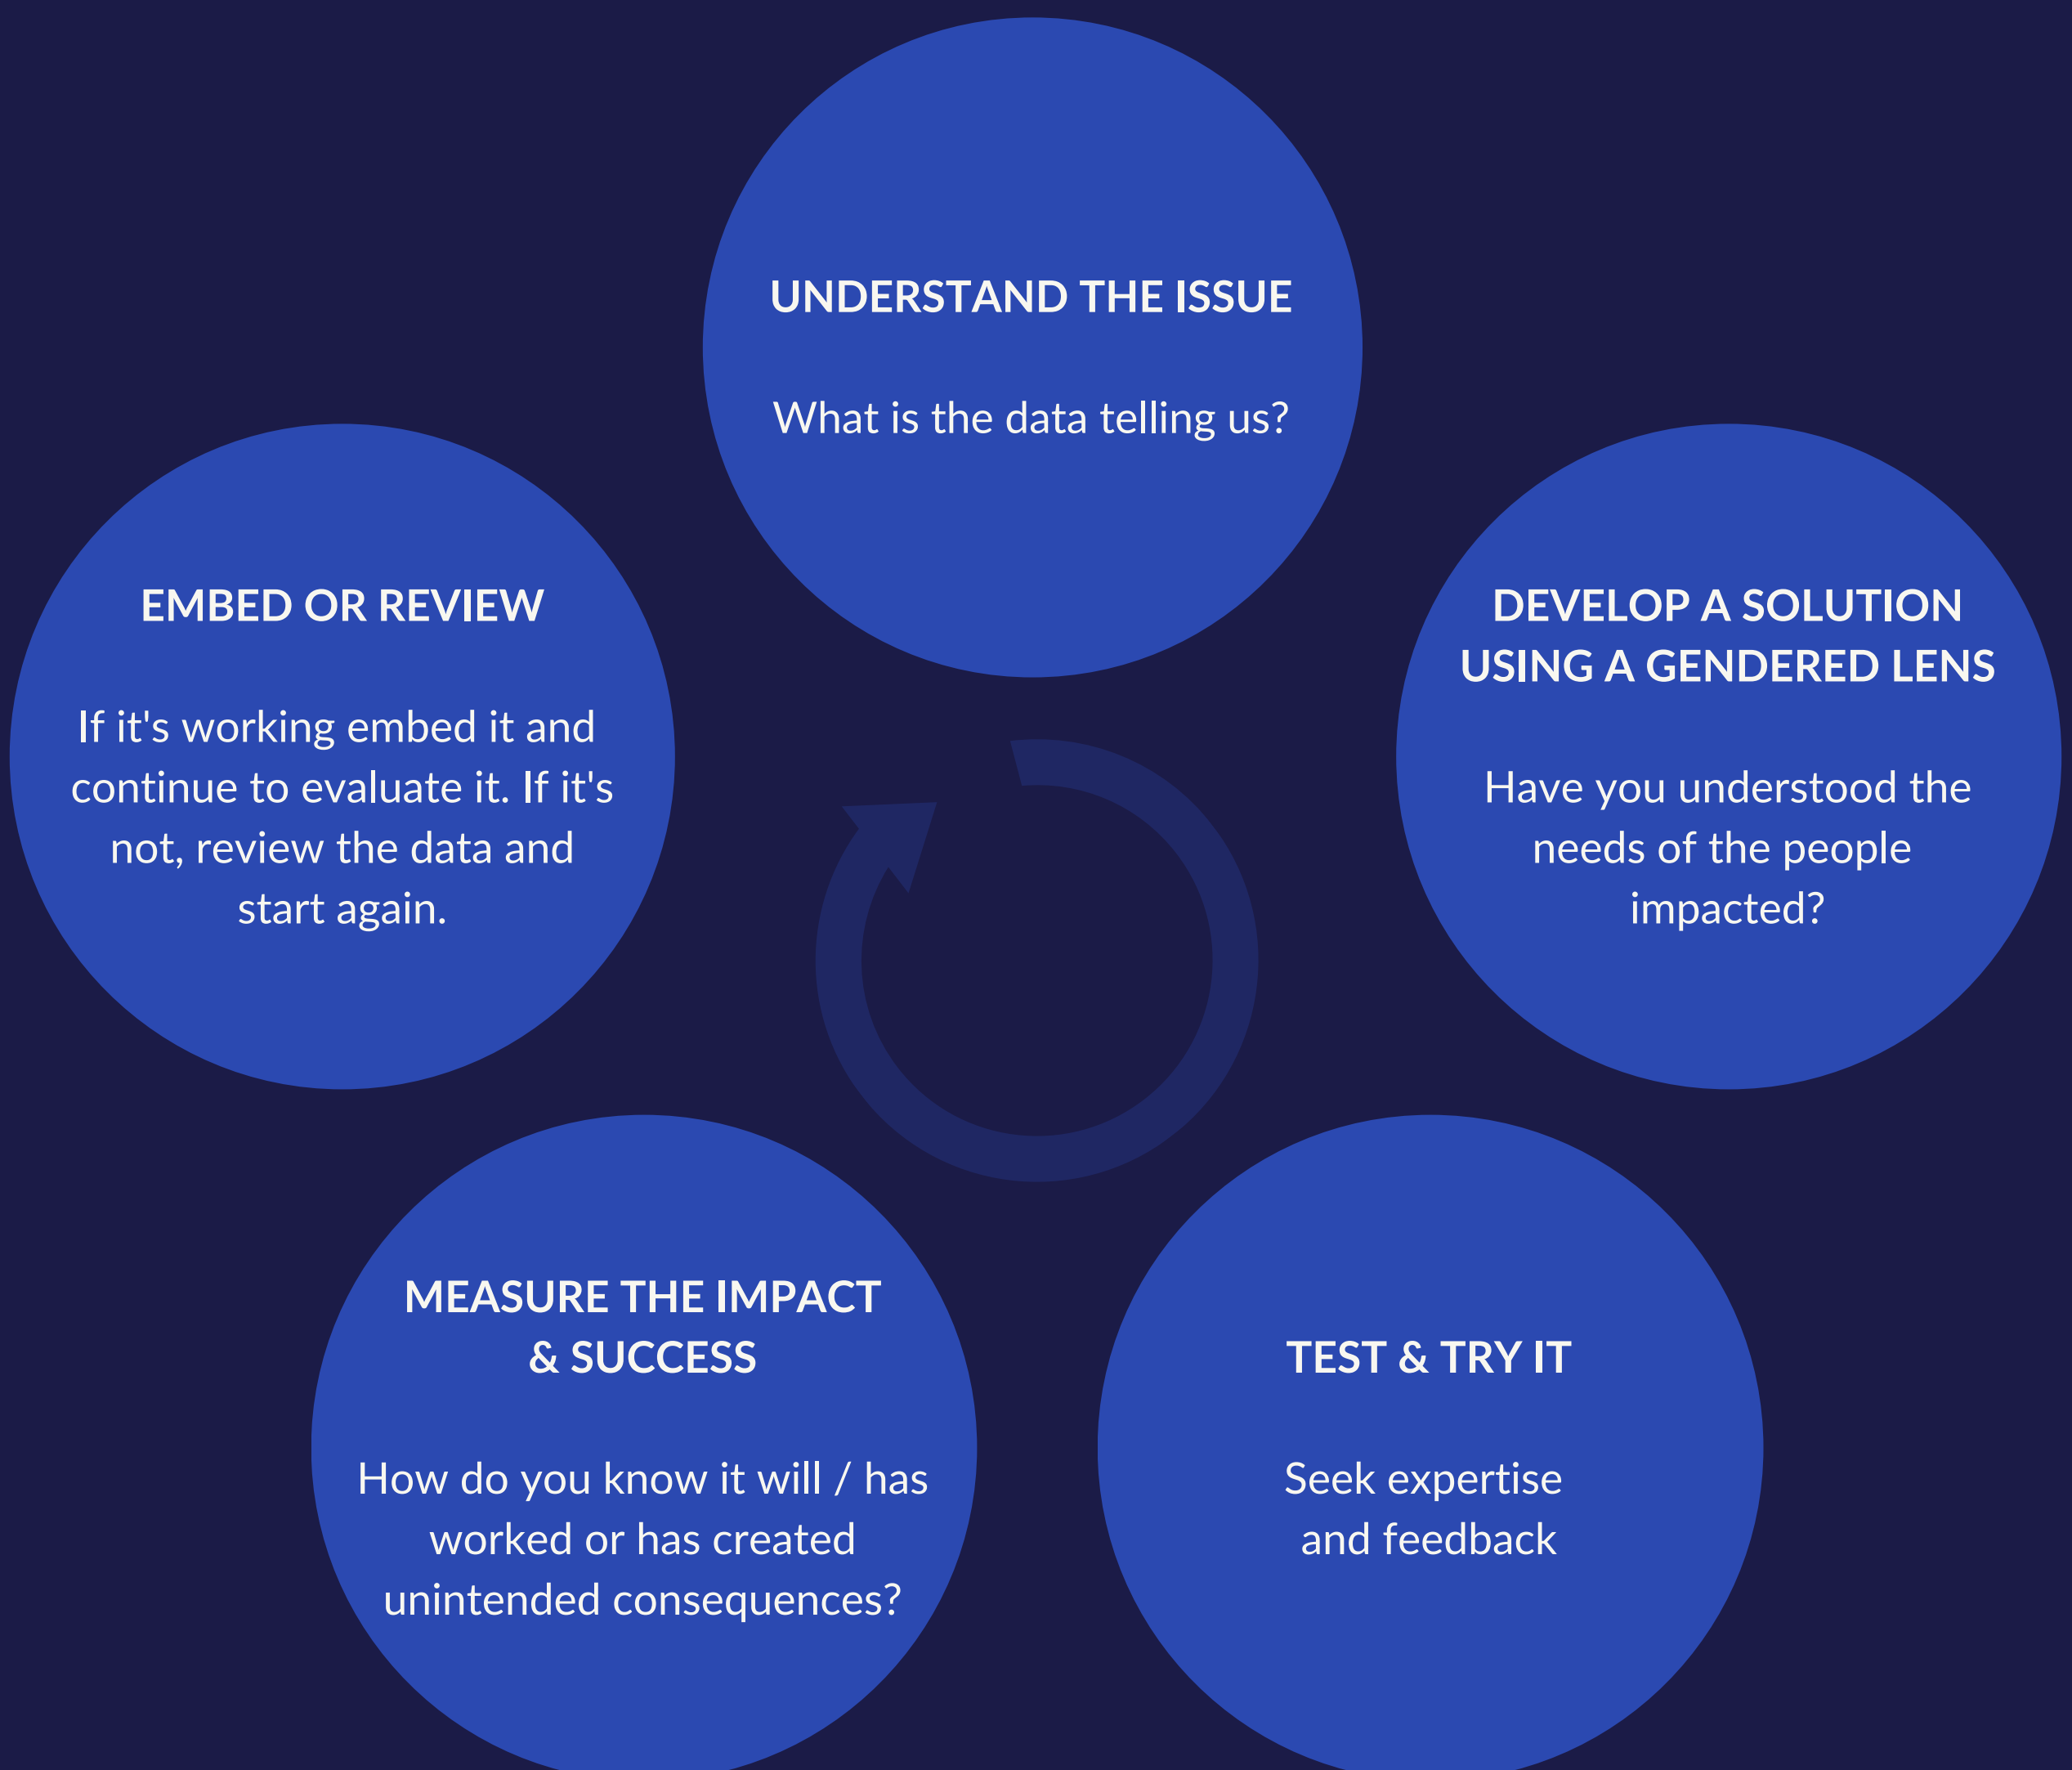 UNDERSTAND THE ISSUE
What is the data telling us?
DEVELOP A SOLUTION
USING A GENDERED LENS
Have you understood the
needs of the people
impacted?
TEST & TRY IT
Seek expertise
and feedback
MEASURE THE IMPACT
& SUCCESS
How do you know it will / has
worked or has created
unintended consequences?
EMBED OR REVIEW
If it's working embed it and
continue to evaluate it. If it's
not, review the data and
start again.